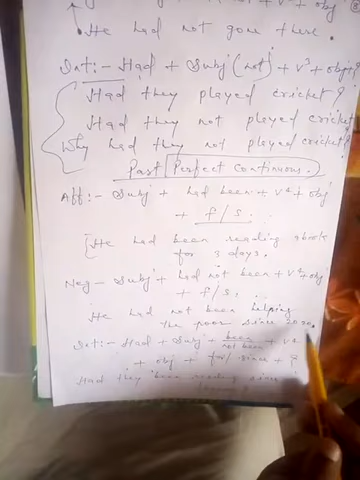 He had not gone there.
Int:- Had + Subj (not) + v³ + obj + ?
Had they played cricket?
Had they not played cricket?
Why had they not played cricket?
Past Perfect Continuous.
Aff:- Subj + had been + v⁴ + obj
+ f/s.
He had been reading a book
for 3 days.
Neg - Subj + had not been + v⁴ + obj
+ f/s.
He had not been helping
the poor since
Int:- Had + Subj + been / not been + v⁴
+ obj + for/since + ?
Had they been reading since